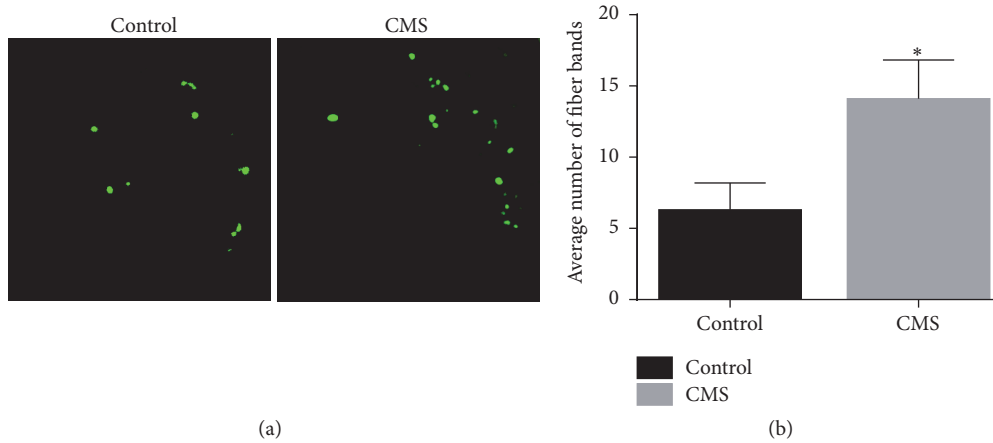 Control
CMS
(a)
Average number of fiber bands
20
15
10
5
0
*
Control
CMS
Control
CMS
(b)